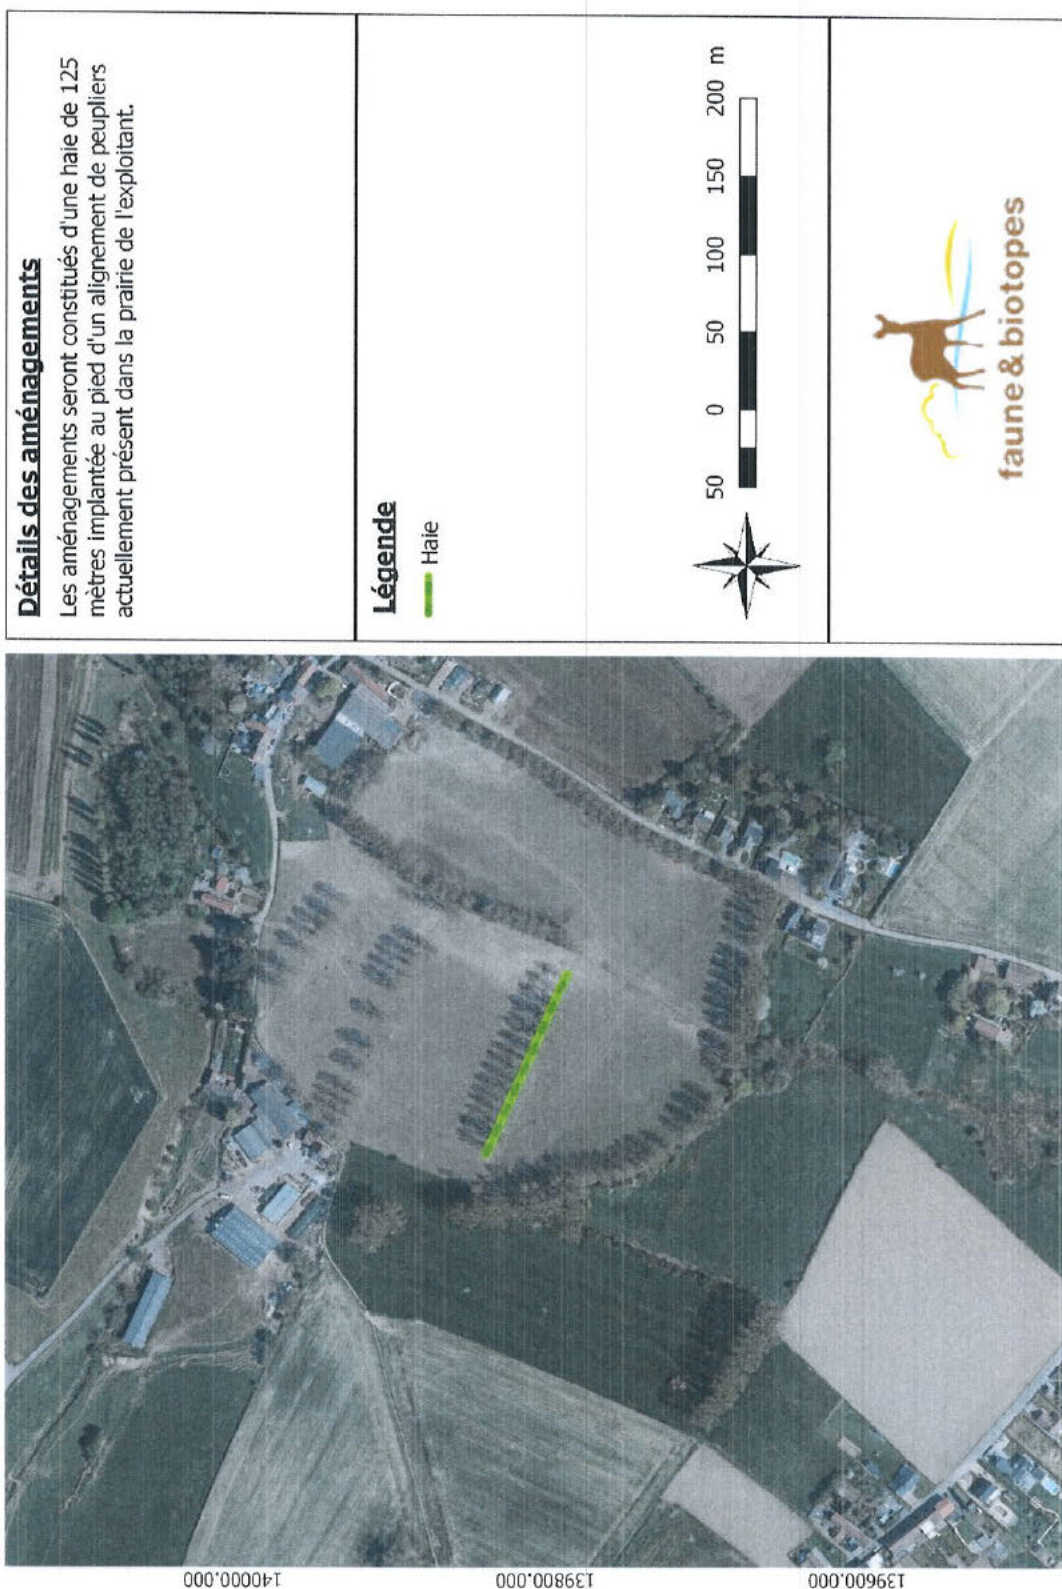 Détails des aménagements
Les aménagements seront constitués d'une haie de 125
mètres implantée au pied d'un alignement de peupliers
actuellement présent dans la prairie de l'exploitant.
Légende
Haie
50 0 50 100 150 200 m
faune & biotopes
140000.000
139800.000
139600.000